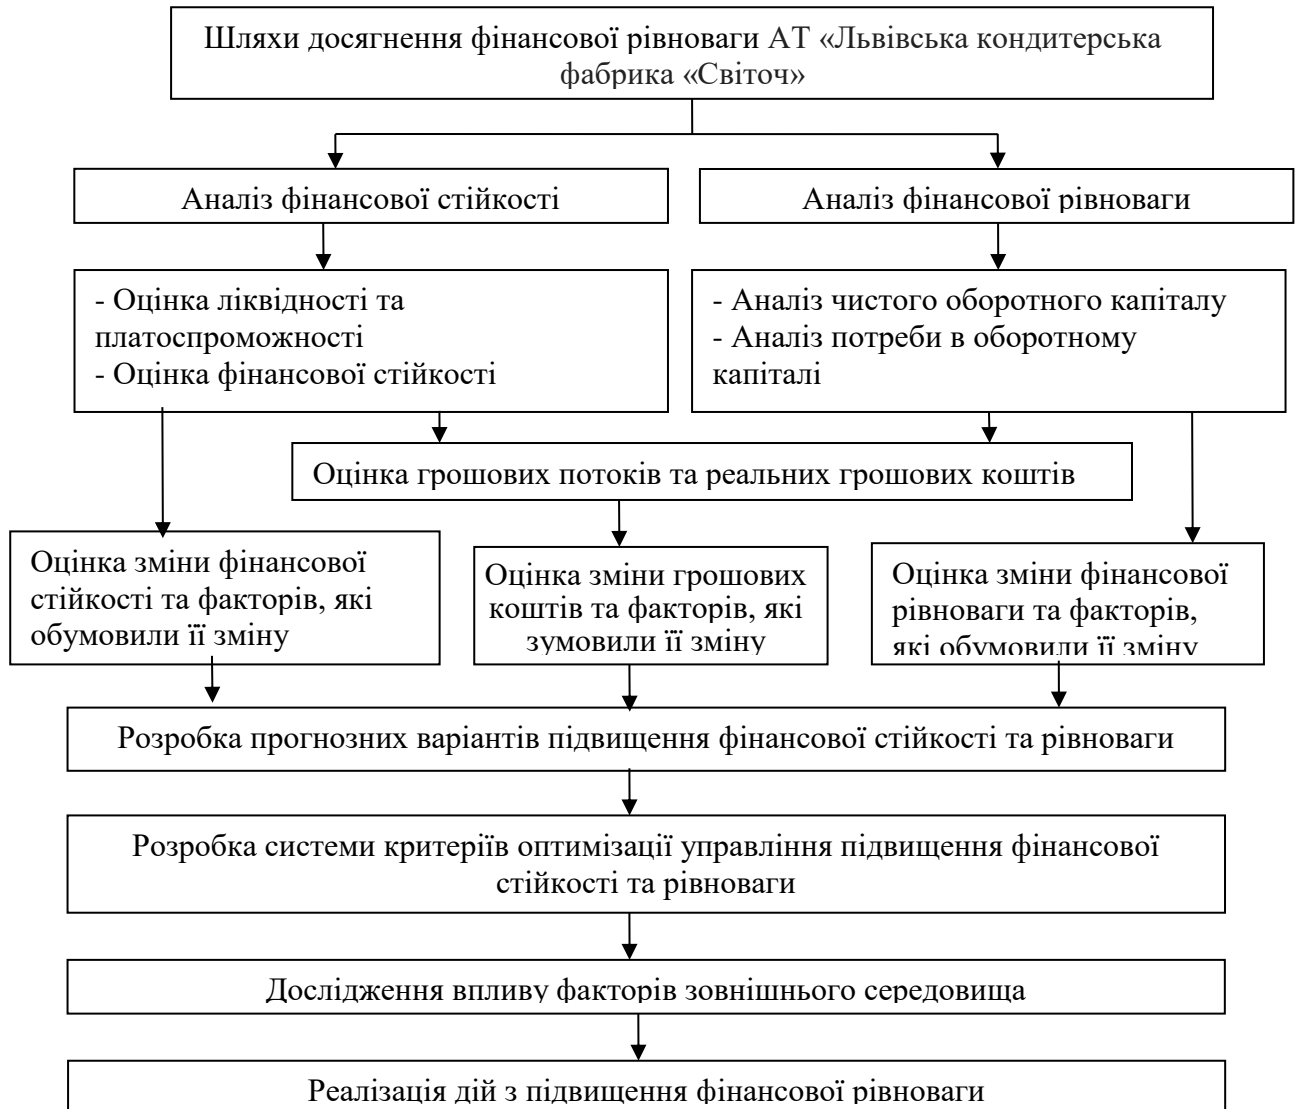 Шляхи досягнення фінансової рівноваги АТ «Львівська кондитерська
фабрика «Світоч»
Аналіз фінансової стійкості
Аналіз фінансової рівноваги
- Оцінка ліквідності та
платоспроможності
- Оцінка фінансової стійкості
- Аналіз чистого оборотного капіталу
- Аналіз потреби в оборотному
капіталі
Оцінка грошових потоків та реальних грошових коштів
Оцінка зміни фінансової
стійкості та факторів, які
обумовили її зміну
Оцінка зміни грошових
коштів та факторів, які
зумовили її зміну
Оцінка зміни фінансової
рівноваги та факторів,
які обумовили її зміну
Розробка прогнозних варіантів підвищення фінансової стійкості та рівноваги
Розробка системи критеріїв оптимізації управління підвищення фінансової
стійкості та рівноваги
Дослідження впливу факторів зовнішнього середовища
Реалізація дій з підвищення фінансової рівноваги